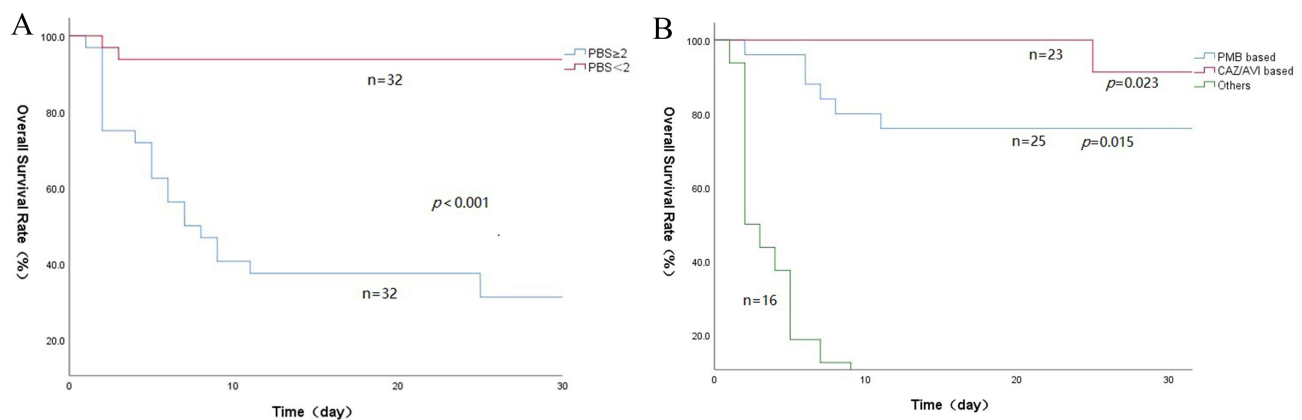 A
100.0
80.0
60.0
40.0
20.0
Overall Survival Rate（%）
PBS≥2
PBS＜2
n=32
p<0.001
n=32
0
10
20
30
Time（day）
B
100.0
80.0
60.0
40.0
20.0
Overall Survival Rate（%）
PMB based
CAZ/AVI based
Others
n=23
p=0.023
n=25
p=0.015
n=16
0
10
20
30
Time（day）